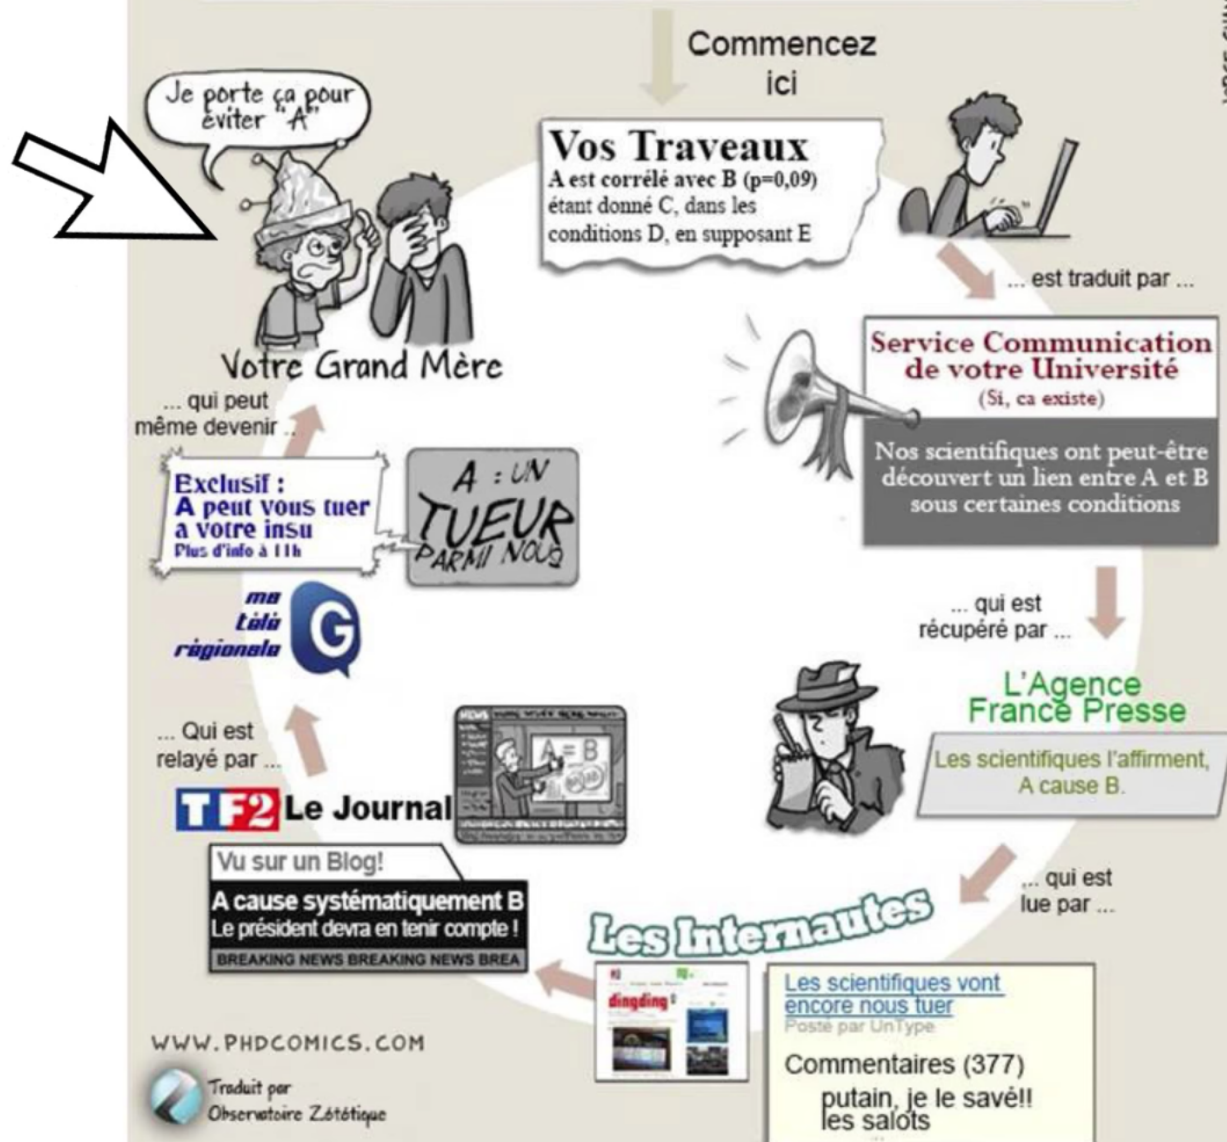 Commencez
ici
Je porte ça pour
éviter "A"
Vos Traveaux
A est corrélé avec B (p=0,09)
étant donné C, dans les
conditions D, en supposant E
... est traduit par ...
Service Communication
de votre Université
(Si, ca existe)
Nos scientifiques ont peut-être
découvert un lien entre A et B
sous certaines conditions
... qui est
récupéré par ...
L'Agence
France Presse
Les scientifiques l'affirment,
A cause B.
... qui est
lue par ...
Les Internautes
dingding
Les scientifiques vont
encore nous tuer
Posté par UnType
Commentaires (377)
putain, je le savé!!
les salots
Vu sur un Blog!
A cause systématiquement B
Le président devra en tenir compte !
BREAKING NEWS BREAKING NEWS BREA
TF2 Le Journal
NEWS
A = B
... Qui est
relayé par ...
ma
télé
régionale
G
Exclusif :
A peut vous tuer
a votre insu
Plus d'info à 11h
A : UN
TUEUR
PARMI NOUS
... qui peut
même devenir ..
Votre Grand Mère
WWW.PHDCOMICS.COM
Traduit par
Observatoire Zététique